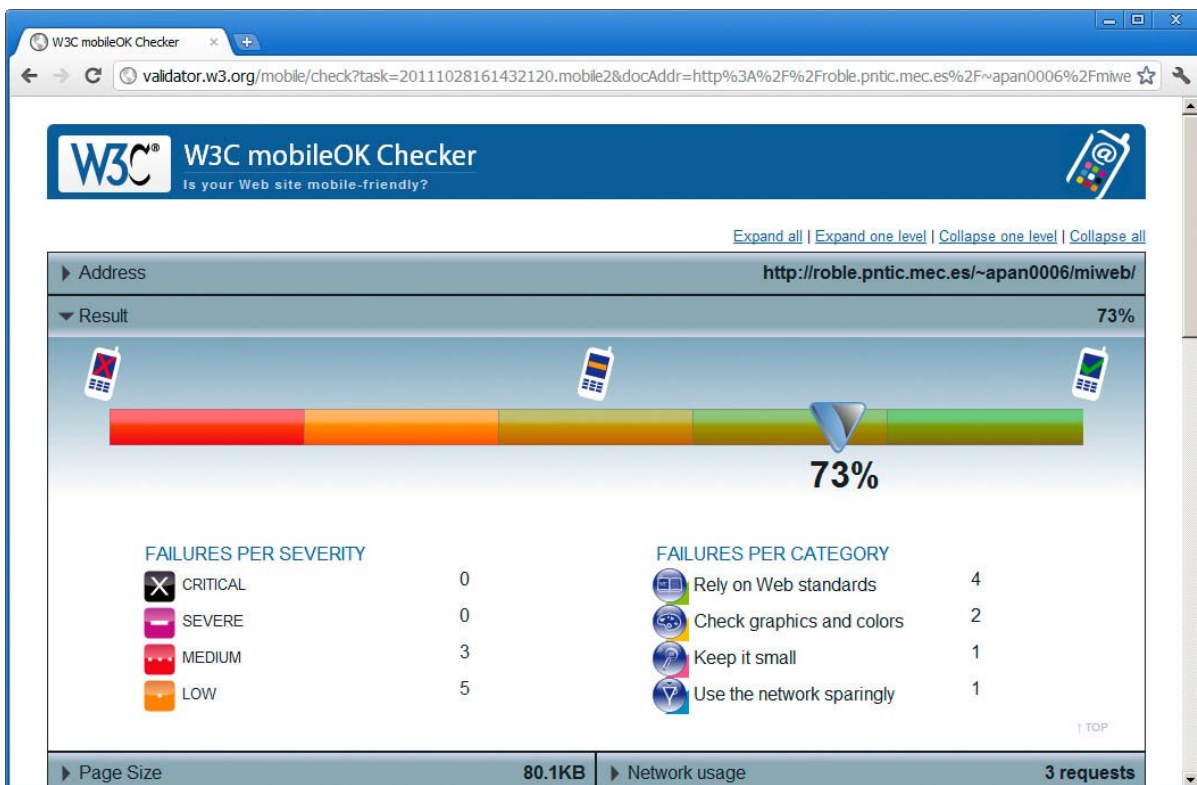 W3C mobileOK Checker
validator.w3.org/mobile/check?task=20111028161432120.mobile2&docAddr=http%3A%2F%2Froble.pntic.mec.es%2F~apan0006%2Fmiwe
W3C® W3C mobileOK Checker
Is your Web site mobile-friendly?
Expand all | Expand one level | Collapse one level | Collapse all
Address http://roble.pntic.mec.es/~apan0006/miweb/
Result 73%
73%
FAILURES PER SEVERITY FAILURES PER CATEGORY
CRITICAL 0 Rely on Web standards 4
SEVERE 0 Check graphics and colors 2
MEDIUM 3 Keep it small 1
LOW 5 Use the network sparingly 1
↑ TOP
Page Size 80.1KB Network usage 3 requests